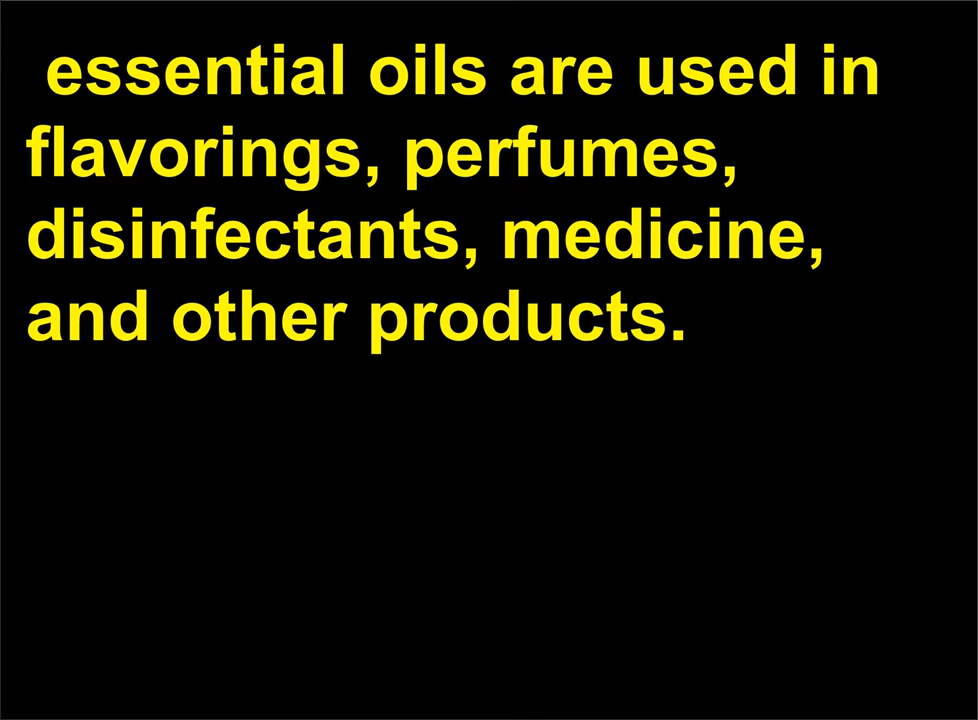 essential oils are used in
flavorings, perfumes,
disinfectants, medicine,
and other products.